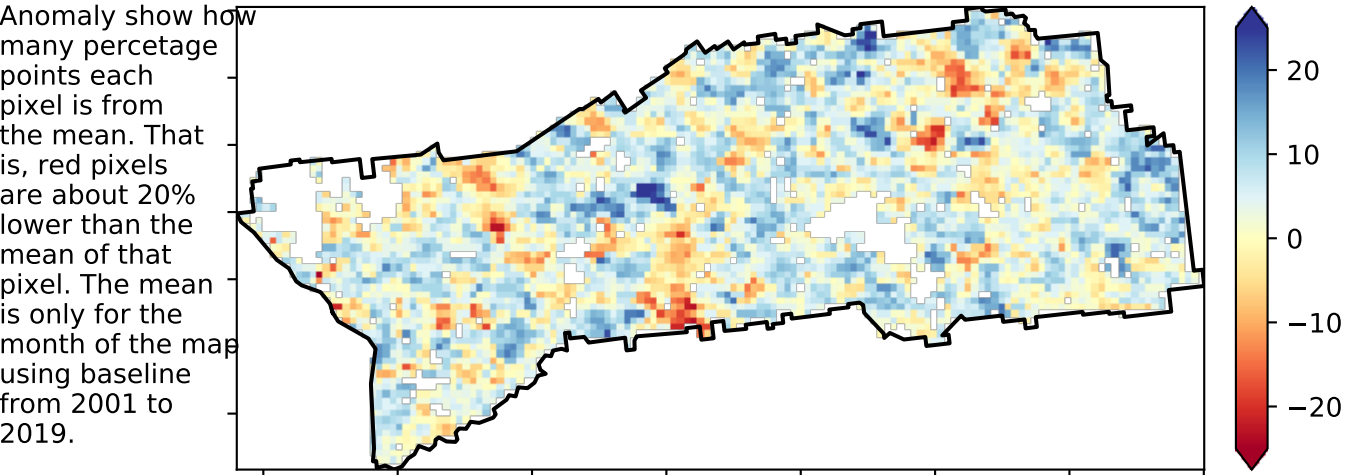 Anomaly show how
many percetage
points each
pixel is from
the mean. That
is, red pixels
are about 20%
lower than the
mean of that
pixel. The mean
is only for the
month of the map
using baseline
from 2001 to
2019.
20
10
0
−10
−20